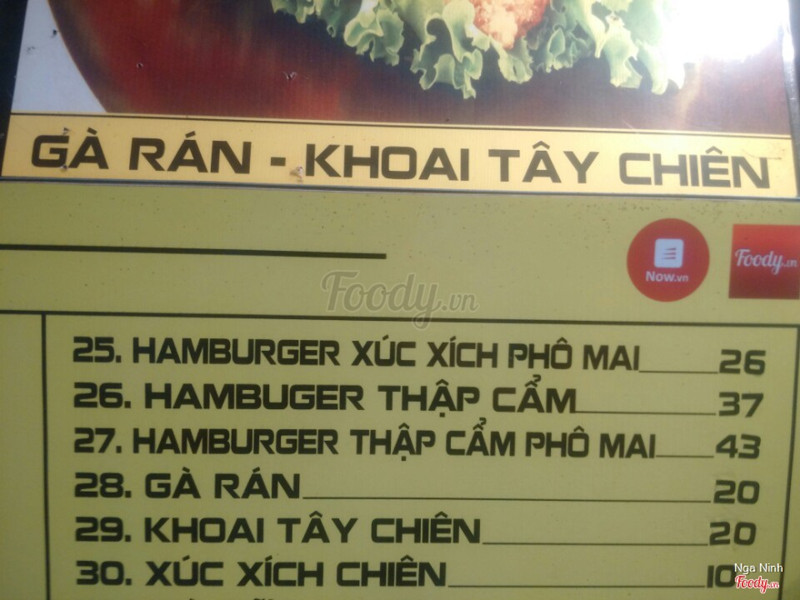 GÀ RÁN - KHOAI TÂY CHIÊN
Now.vn
Foody.vn
Foody.vn
25. HAMBURGER XÚC XÍCH PHÔ MAI 26
26. HAMBUGER THẬP CẨM 37
27. HAMBURGER THẬP CẨM PHÔ MAI 43
28. GÀ RÁN 20
29. KHOAI TÂY CHIÊN 20
30. XÚC XÍCH CHIÊN 10
Nga Ninh
Foody.vn